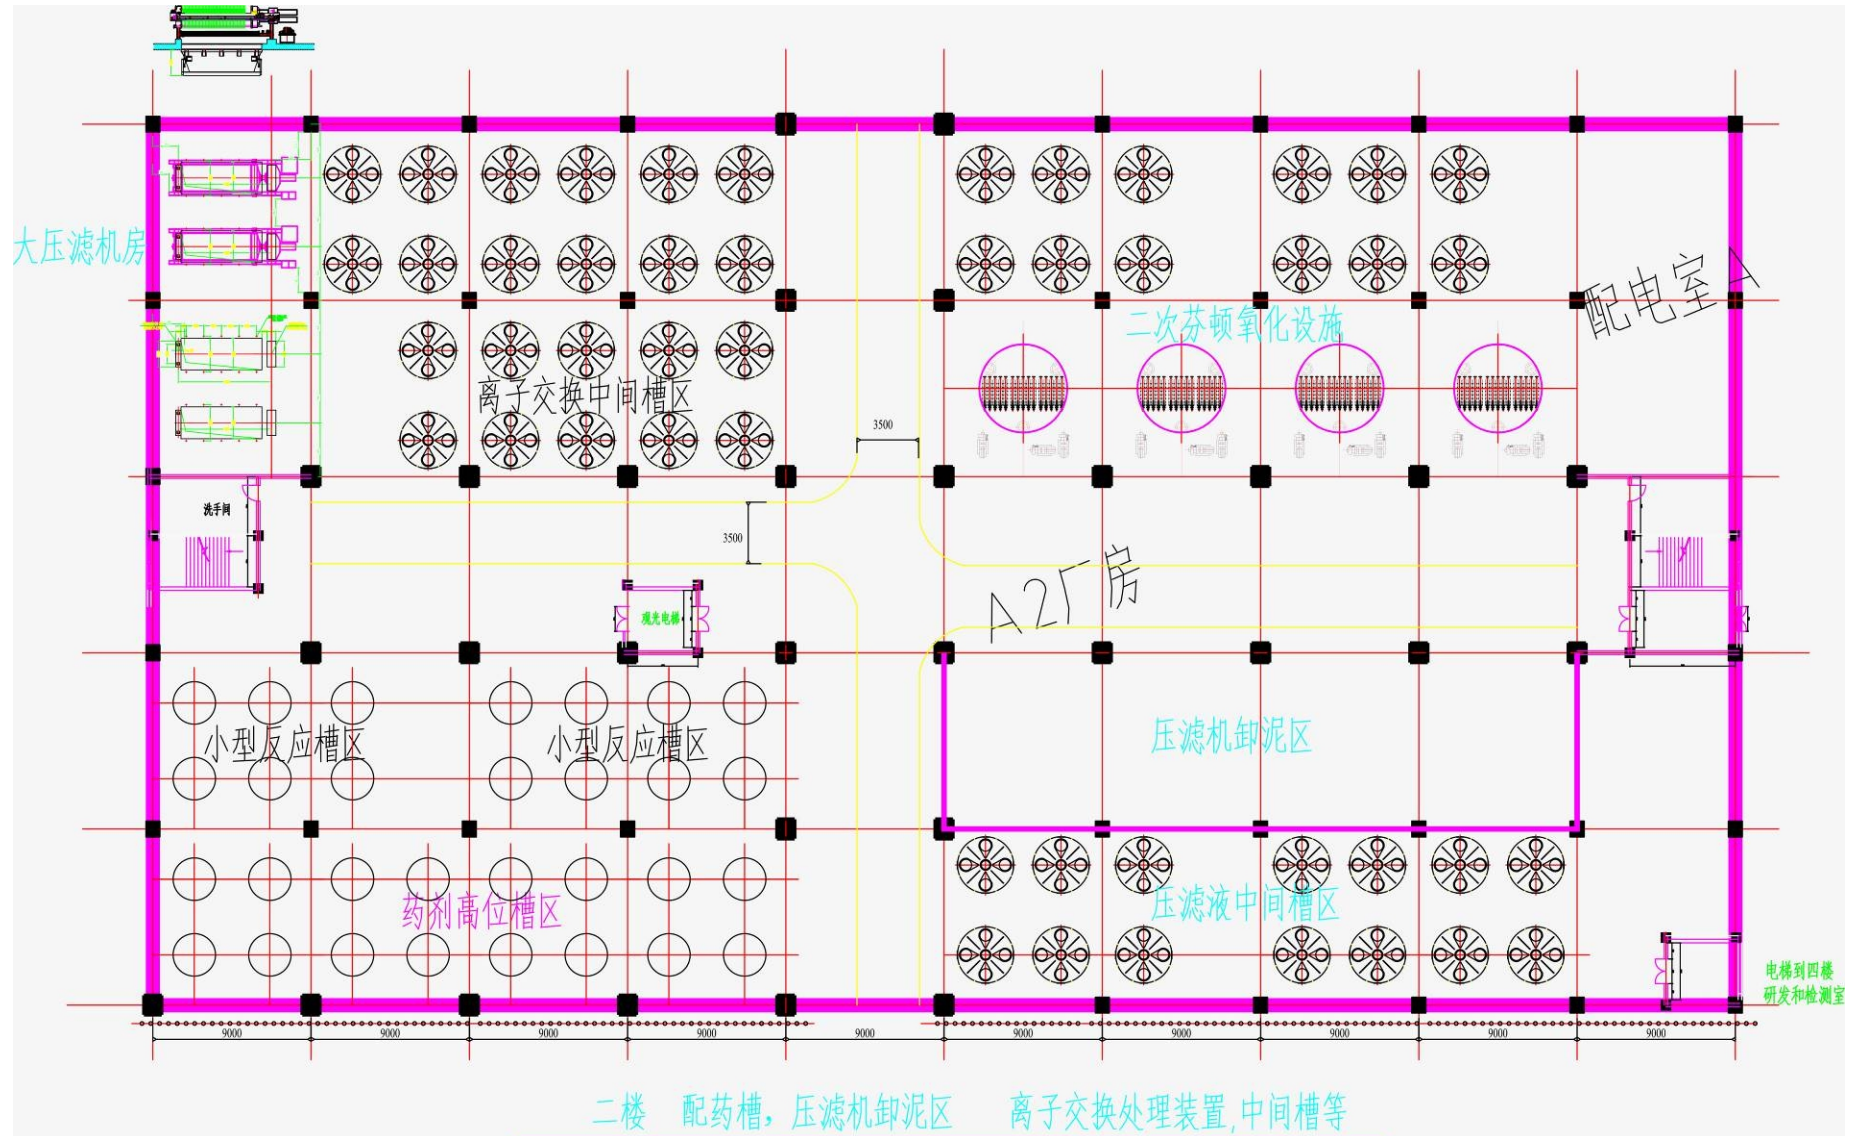 大压滤机房
配电室A
二次芬顿氧化设施
离子交换中间槽区
3500
洗手间
3500
A2厂房
观光电梯
小型反应槽区
小型反应槽区
压滤机卸泥区
药剂高位槽区
压滤液中间槽区
电梯到四楼
研发和检测室
9000 9000 9000 9000 9000 9000 9000 9000 9000 9000
二楼 配药槽，压滤机卸泥区 离子交换处理装置,中间槽等